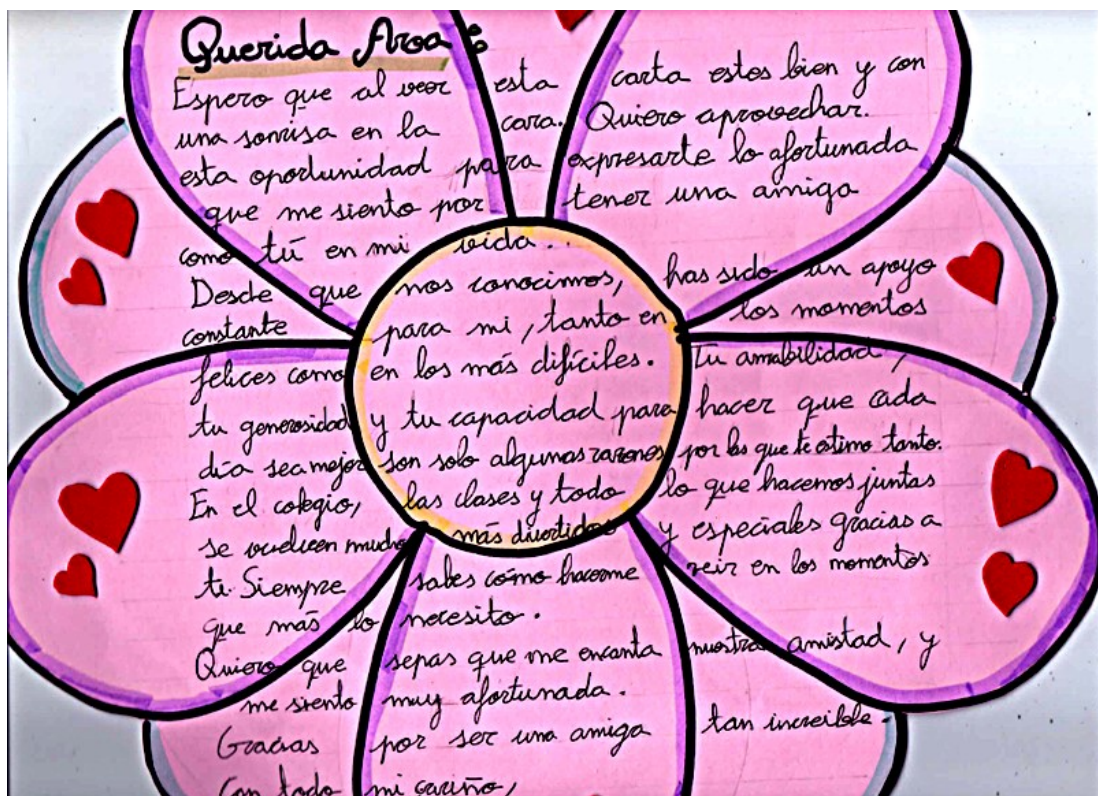 Querida Aroa:
Espero que al veer esta carta estes bien y con
una sonrisa en la cara. Quiero aprovechar.
esta oportunidad para expresarte lo afortunada
que me siento por tener una amiga
como tú en mi vida..
Desde que nos conocimos, has sido un apoyo
constante para mi, tanto en los momentos
felices como en los más difíciles. Tu amabilidad,
tu generosidad y tu capacidad para hacer que cada
día sea mejor son solo algunas razones por las que te estimo tanto.
En el colegio, las clases y todo lo que hacemos juntas
se vuelven mucho más divertidos y especiales gracias a
ti. Siempre sabes cómo hacerme reir en los momentos
que más lo necesito.
Quiero que sepas que me encanta nuestra amistad, y
me siento muy afortunada.
Gracias por ser una amiga tan increible.
Con todo mi cariño,